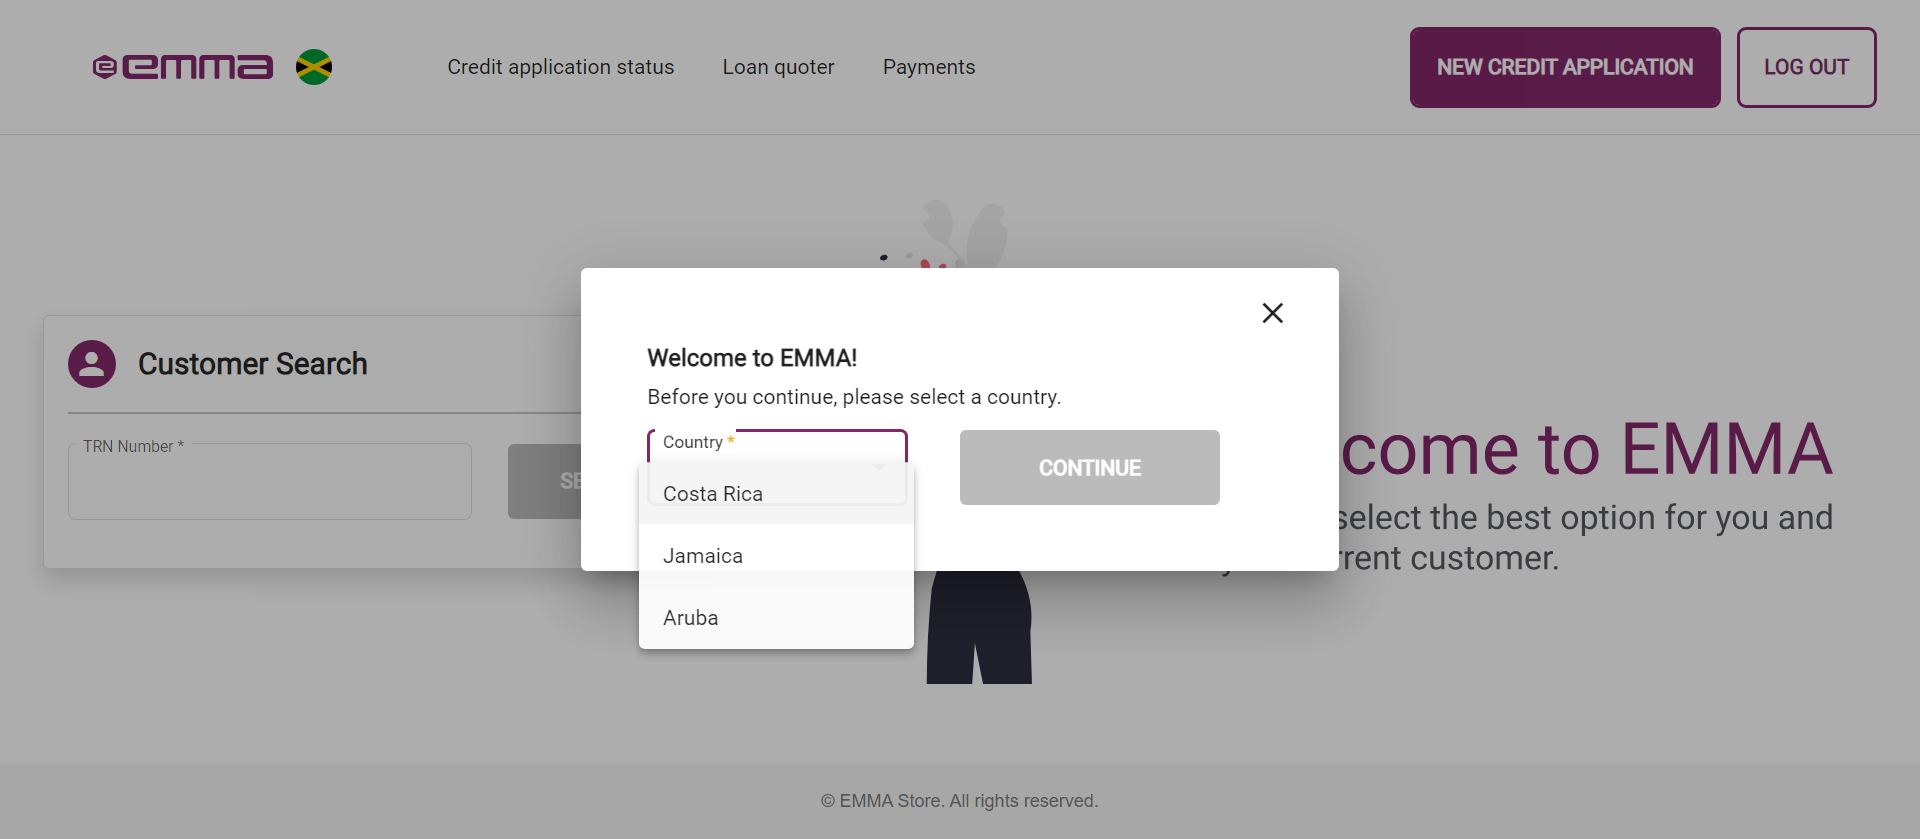 emma
Credit application status
Loan quoter
Payments
NEW CREDIT APPLICATION
LOG OUT
Customer Search
TRN Number *
Welcome to EMMA!
Before you continue, please select a country.
Country *
CONTINUE
Costa Rica
Jamaica
Aruba
come to EMMA
select the best option for you and
rent customer.
© EMMA Store. All rights reserved.